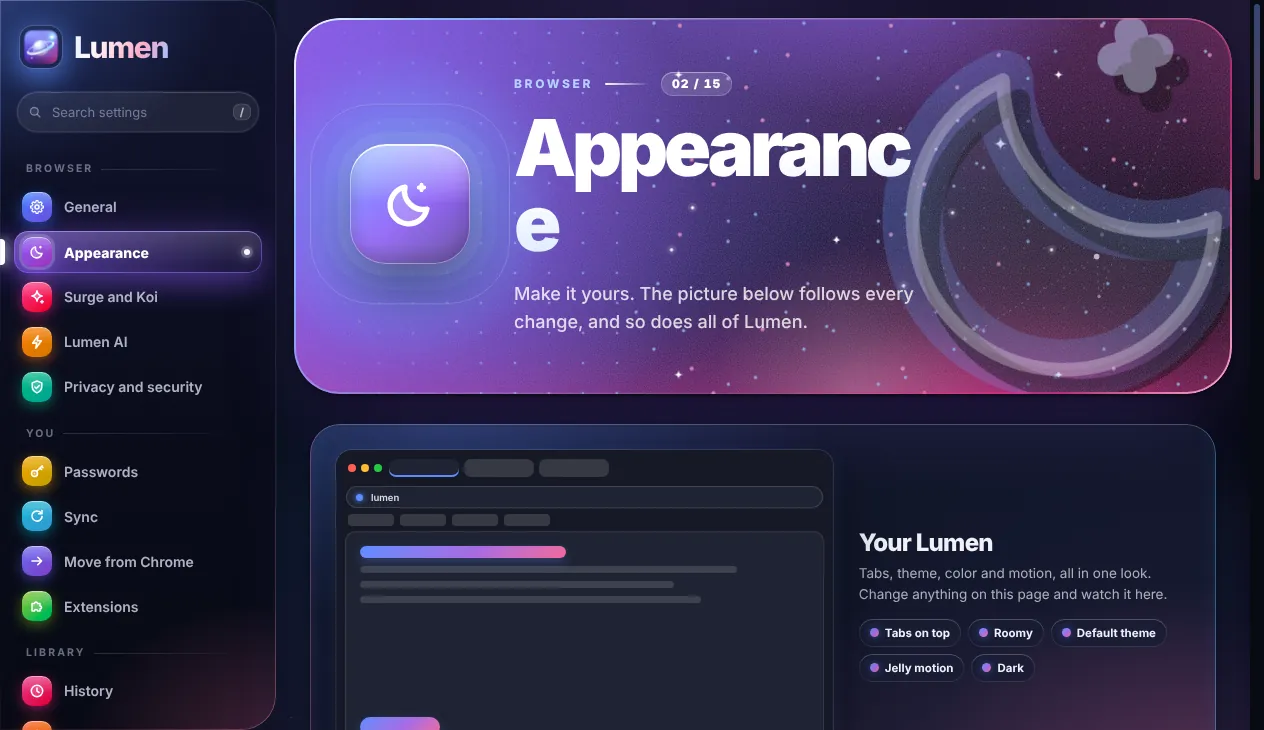 Lumen
Search settings
/
BROWSER
General
Appearance
Surge and Koi
Lumen AI
Privacy and security
YOU
Passwords
Sync
Move from Chrome
Extensions
LIBRARY
History
BROWSER
02 / 15
Appearanc
e
Make it yours. The picture below follows every
change, and so does all of Lumen.
lumen
Your Lumen
Tabs, theme, color and motion, all in one look.
Change anything on this page and watch it here.
Tabs on top
Roomy
Default theme
Jelly motion
Dark